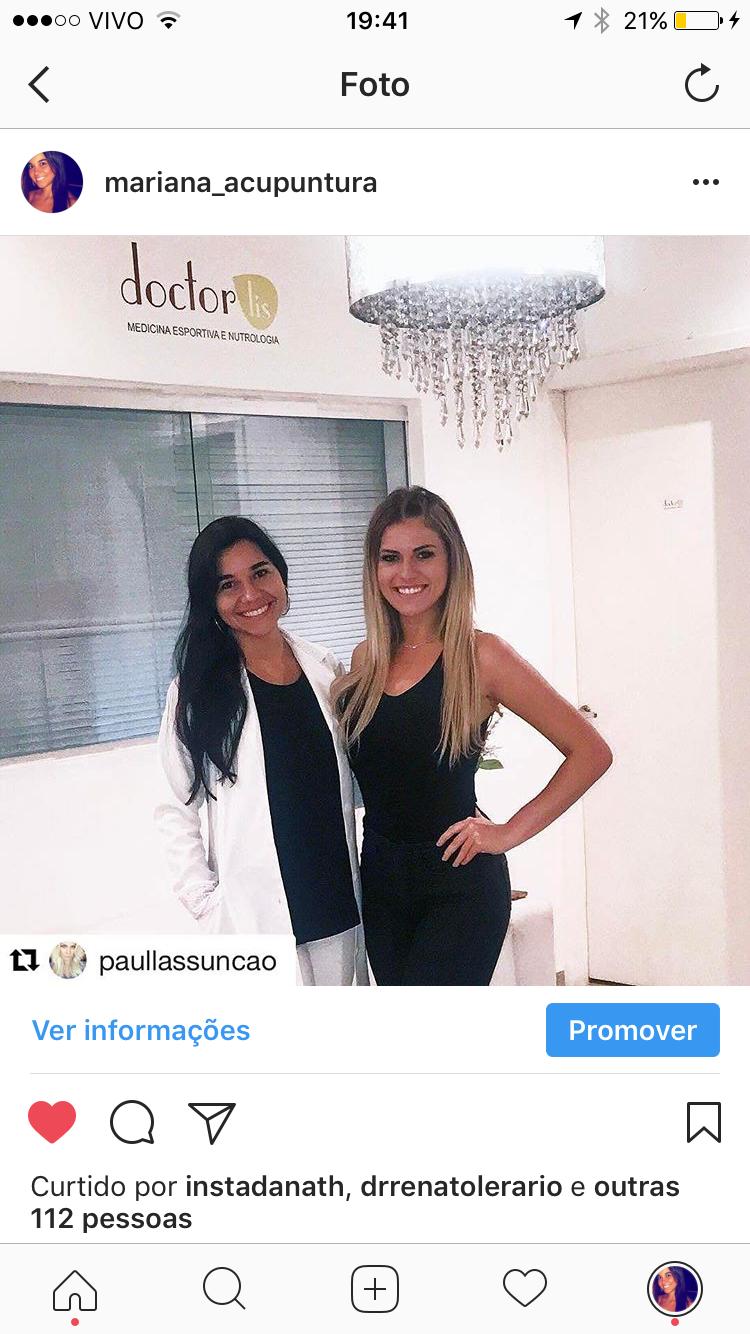 VIVO 19:41 21%
Foto
mariana_acupuntura
doctor lis
MEDICINA ESPORTIVA E NUTROLOGIA
paullassuncao
Ver informações Promover
Curtido por instadanath, drrenatolerario e outras
112 pessoas